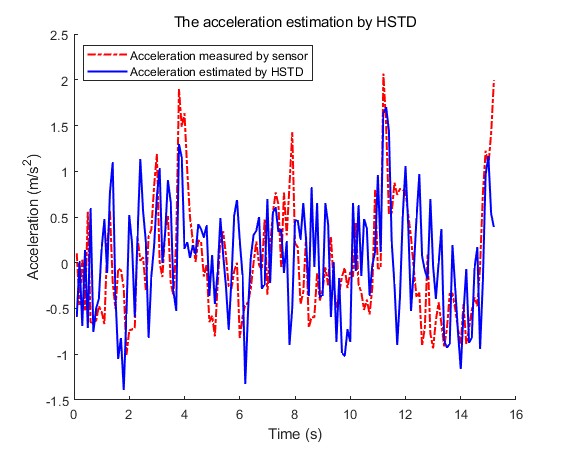 The acceleration estimation by HSTD
Acceleration measured by sensor
Acceleration estimated by HSTD
Acceleration (m/s²)
2.5
2
1.5
1
0.5
0
-0.5
-1
-1.5
0 2 4 6 8 10 12 14 16
Time (s)